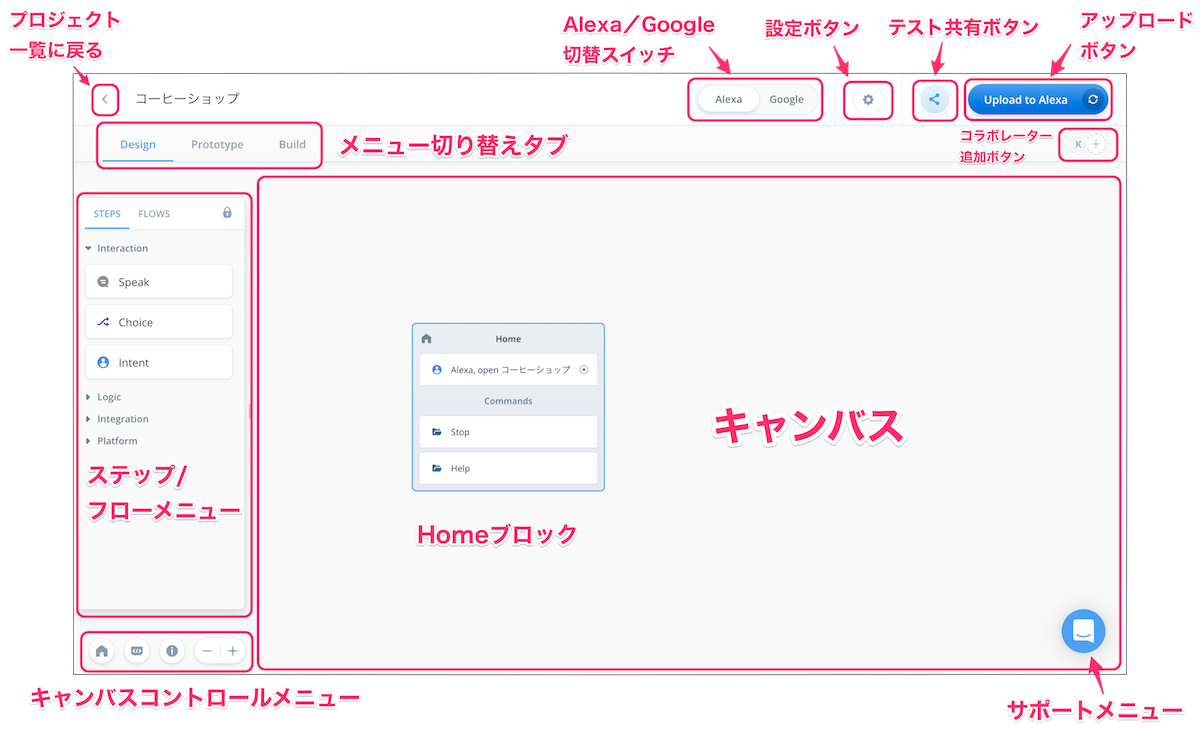 プロジェクト
一覧に戻る
Alexa／Google
切替スイッチ
設定ボタン
テスト共有ボタン
アップロード
ボタン
コーヒーショップ
Alexa
Google
Upload to Alexa
Design
Prototype
Build
メニュー切り替えタブ
コラボレーター
追加ボタン
K
STEPS
FLOWS
Interaction
Speak
Choice
Intent
Logic
Integration
Platform
ステップ/
フローメニュー
Home
Alexa, open コーヒーショップ
Commands
Stop
Help
Homeブロック
キャンバス
キャンバスコントロールメニュー
サポートメニュー